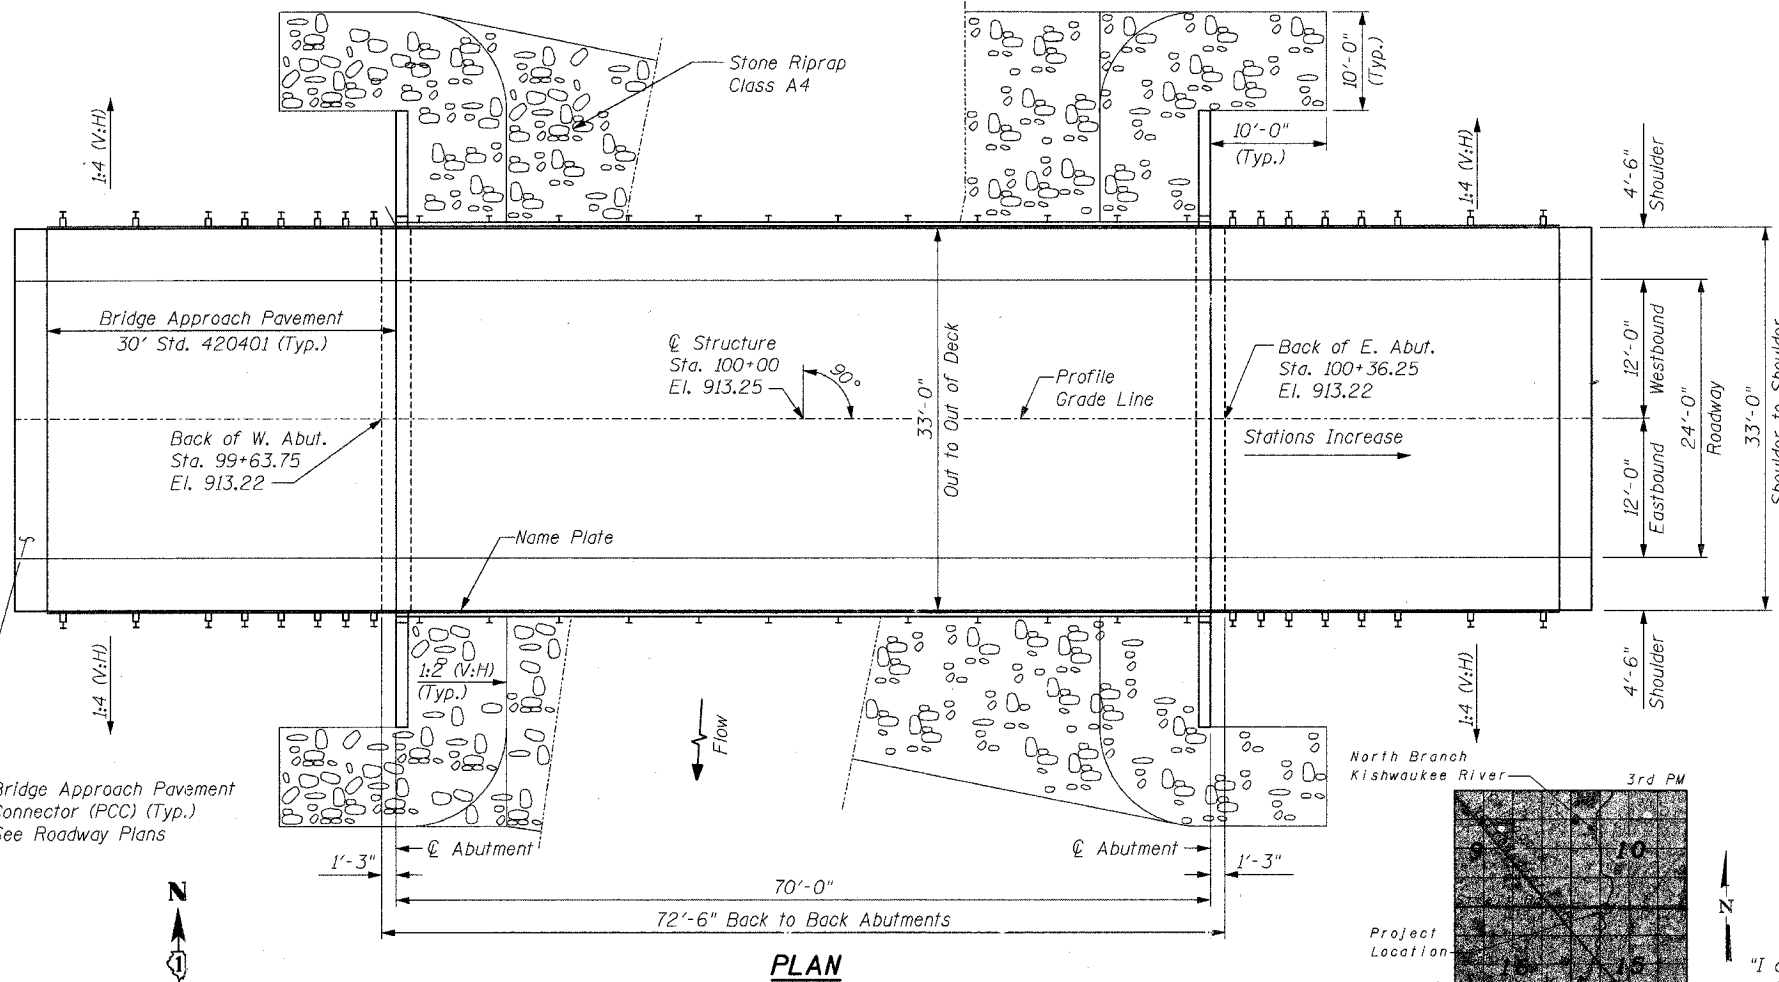 Stone Riprap
Class A4
10'-0"
(Typ.)
10'-0"
(Typ.)
1:4 (V:H)
1:4 (V:H)
4'-6"
Shoulder
Bridge Approach Pavement
30' Std. 420401 (Typ.)
℄ Structure
Sta. 100+00
El. 913.25
90°
33'-0"
Out to Out of Deck
Profile
Grade Line
Back of E. Abut.
Sta. 100+36.25
El. 913.22
Stations Increase
12'-0"
Westbound
12'-0"
Eastbound
24'-0"
Roadway
33'-0"
Shoulder to Shoulder
Back of W. Abut.
Sta. 99+63.75
El. 913.22
Name Plate
1:4 (V:H)
1:2 (V:H)
(Typ.)
Flow
1:4 (V:H)
4'-6"
Shoulder
Bridge Approach Pavement
Connector (PCC) (Typ.)
See Roadway Plans
℄ Abutment
℄ Abutment
1'-3"
1'-3"
70'-0"
72'-6" Back to Back Abutments
N
1
PLAN
North Branch
Kishwaukee River
3rd PM
9
10
16
15
Project
Location
N
"I